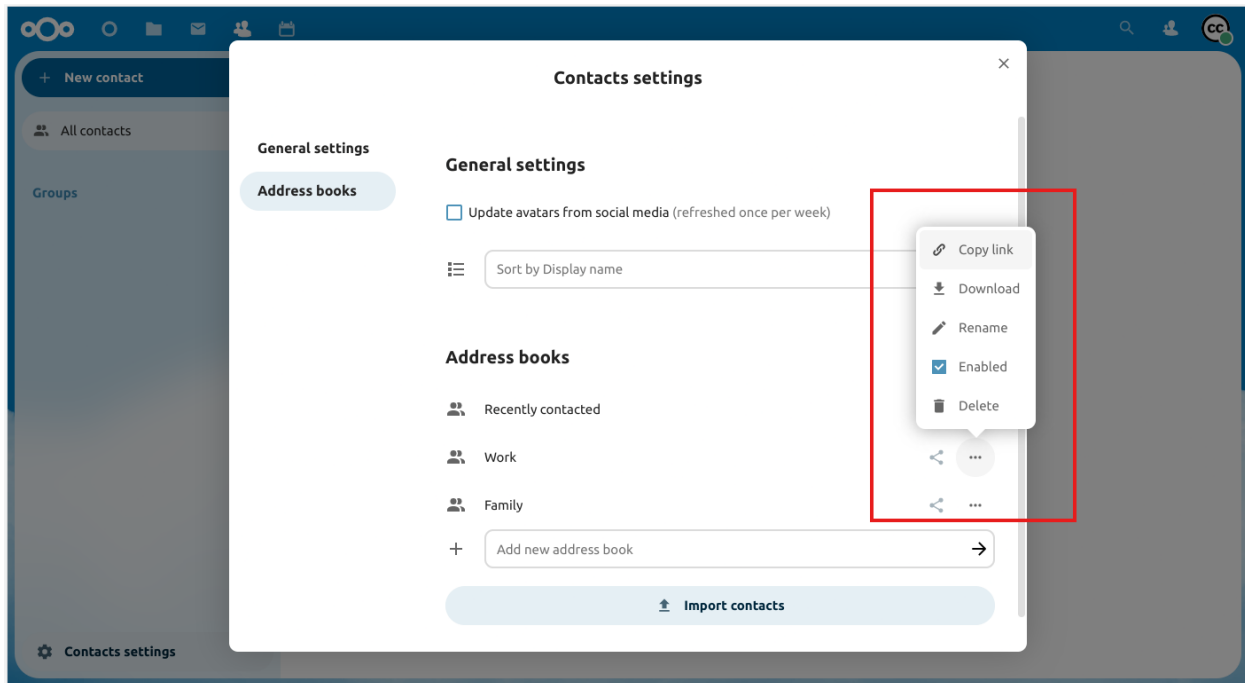 CC
Contacts settings
New contact
All contacts
Groups
General settings
Address books
General settings
Update avatars from social media (refreshed once per week)
Sort by Display name
Copy link
Download
Rename
Enabled
Delete
Address books
Recently contacted
Work
Family
Add new address book
Import contacts
Contacts settings